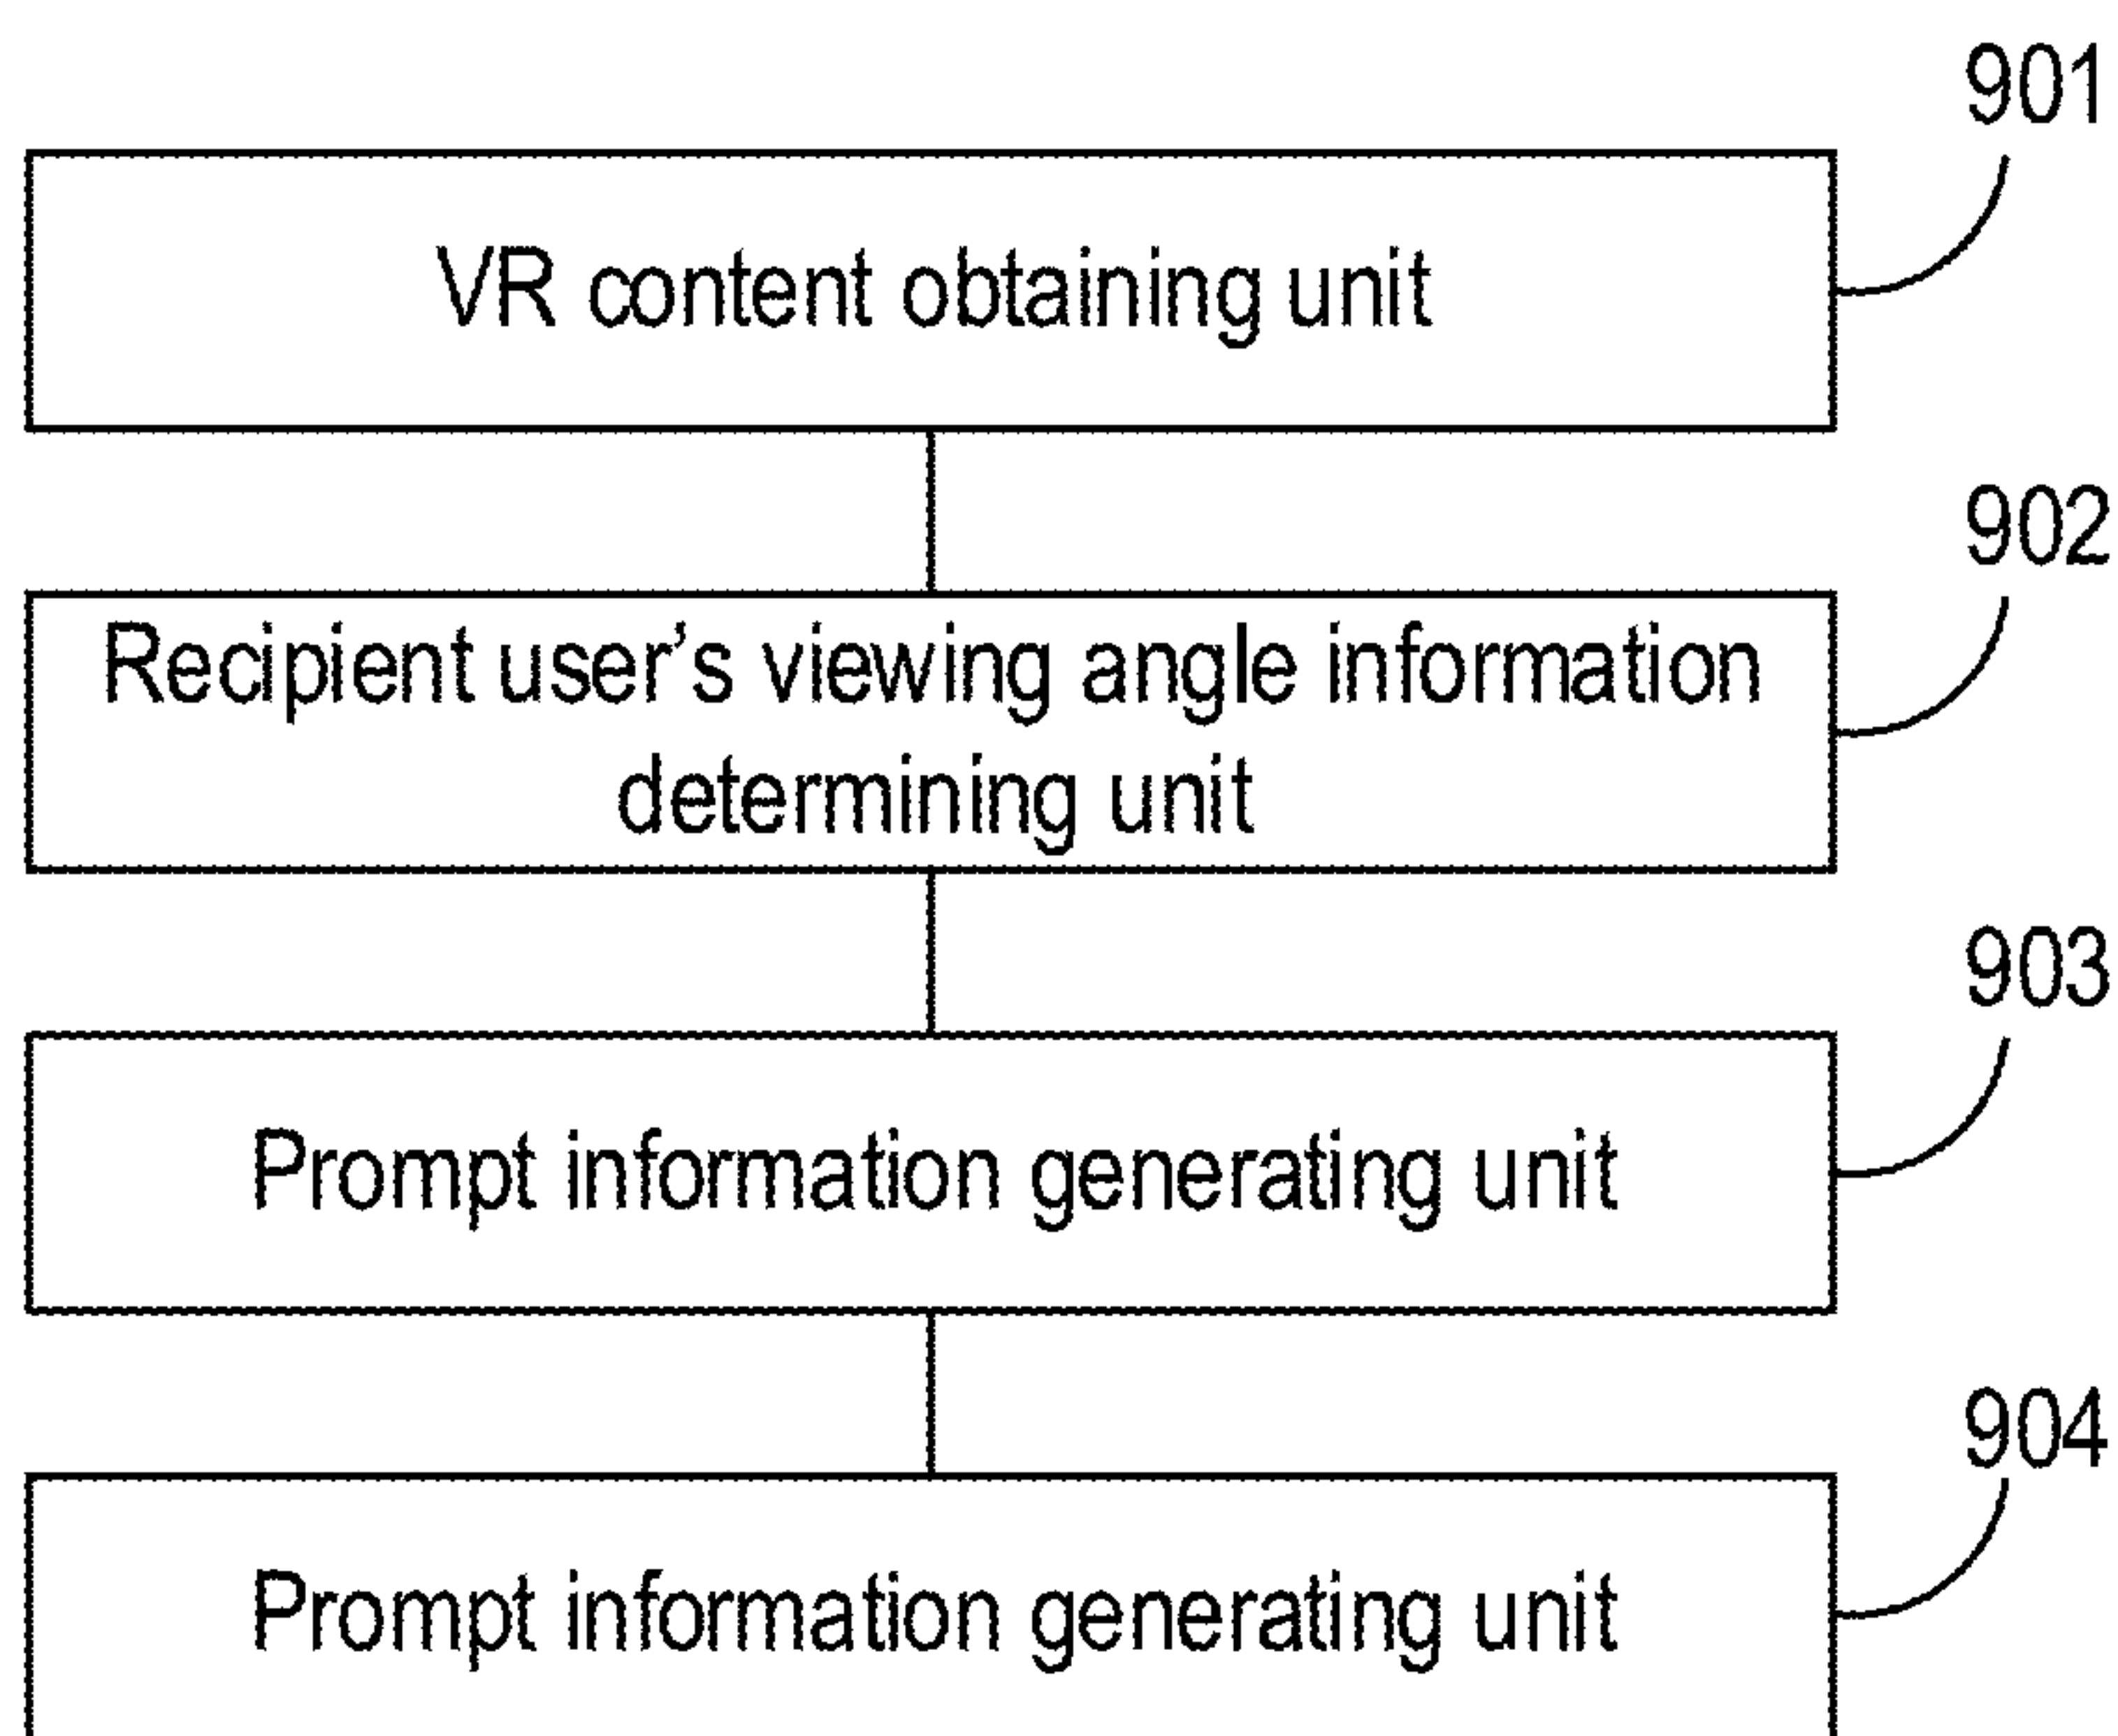 901
VR content obtaining unit
902
Recipient user's viewing angle information
determining unit
903
Prompt information generating unit
904
Prompt information generating unit